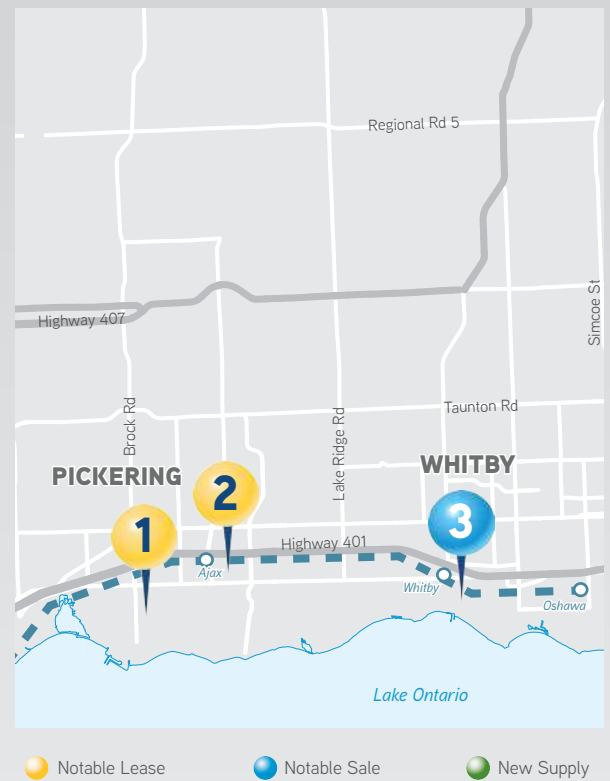 Regional Rd 5
Simcoe St
Highway 407
Brock Rd
Lake Ridge Rd
Taunton Rd
PICKERING
WHITBY
2
1
3
Highway 401
Ajax
Whitby
Oshawa
Lake Ontario
Notable Lease
Notable Sale
New Supply